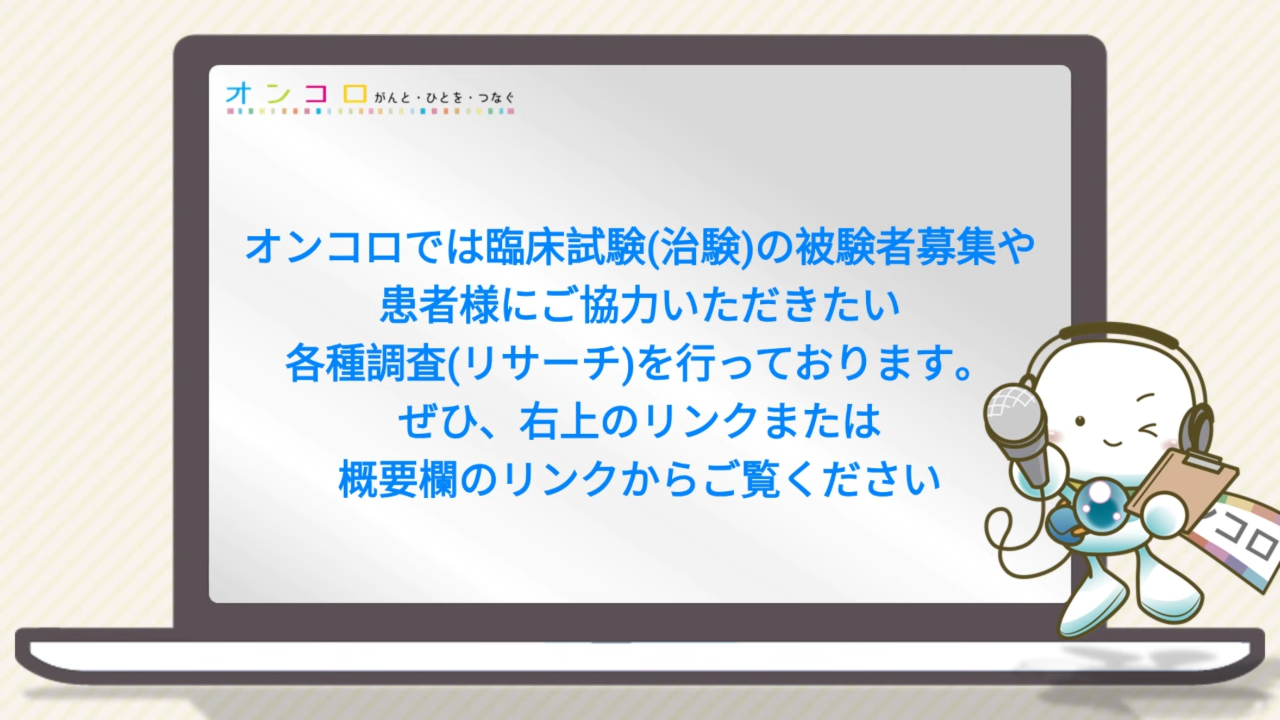 オンコロ がんと・ひとを・つなぐ
オンコロでは臨床試験(治験)の被験者募集や
患者様にご協力いただきたい
各種調査(リサーチ)を行っております。
ぜひ、右上のリンクまたは
概要欄のリンクからご覧ください
ンコロ